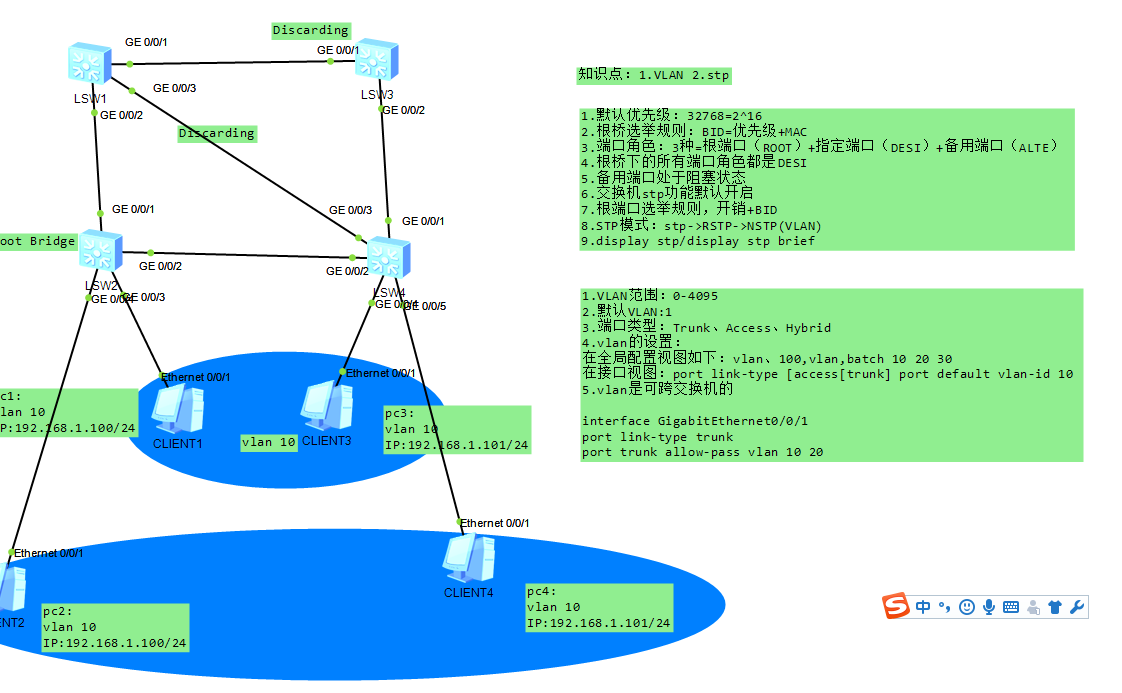 Discarding
GE 0/0/1
GE 0/0/1
LSW1
GE 0/0/3
LSW3
GE 0/0/2
GE 0/0/2
Discarding
GE 0/0/1
GE 0/0/3
GE 0/0/1
oot Bridge
GE 0/0/2
GE 0/0/2
LSW2
LSW4
GE 0/0/3
GE 0/0/5
Ethernet 0/0/1
Ethernet 0/0/1
c1:
lan 10
P:192.168.1.100/24
CLIENT1
vlan 10
CLIENT3
pc3:
vlan 10
IP:192.168.1.101/24
Ethernet 0/0/1
Ethernet 0/0/1
CLIENT4
NT2
pc2:
vlan 10
IP:192.168.1.100/24
pc4:
vlan 10
IP:192.168.1.101/24
知识点：1.VLAN 2.stp
1.默认优先级：32768=2^16
2.根桥选举规则：BID=优先级+MAC
3.端口角色：3种=根端口（ROOT）+指定端口（DESI）+备用端口（ALTE）
4.根桥下的所有端口角色都是DESI
5.备用端口处于阻塞状态
6.交换机stp功能默认开启
7.根端口选举规则，开销+BID
8.STP模式：stp->RSTP->NSTP(VLAN)
9.display stp/display stp brief
1.VLAN范围：0-4095
2.默认VLAN:1
3.端口类型：Trunk、Access、Hybrid
4.vlan的设置：
在全局配置视图如下：vlan、100,vlan,batch 10 20 30
在接口视图：port link-type [access[trunk] port default vlan-id 10
5.vlan是可跨交换机的
interface GigabitEthernet0/0/1
port link-type trunk
port trunk allow-pass vlan 10 20
中